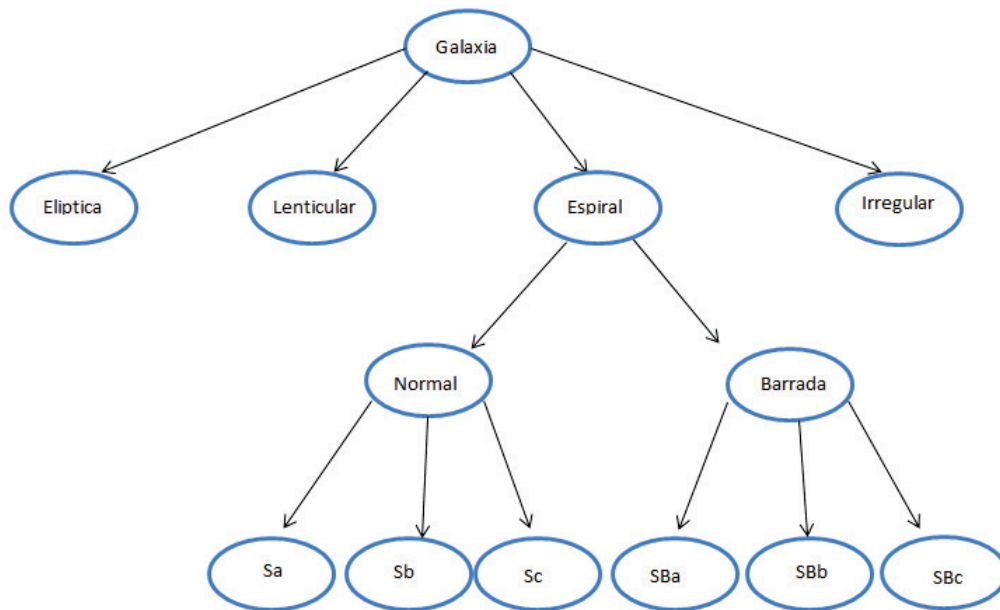 Galaxia
Eliptica
Lenticular
Espiral
Irregular
Normal
Barrada
Sa
Sb
Sc
SBa
SBb
SBc